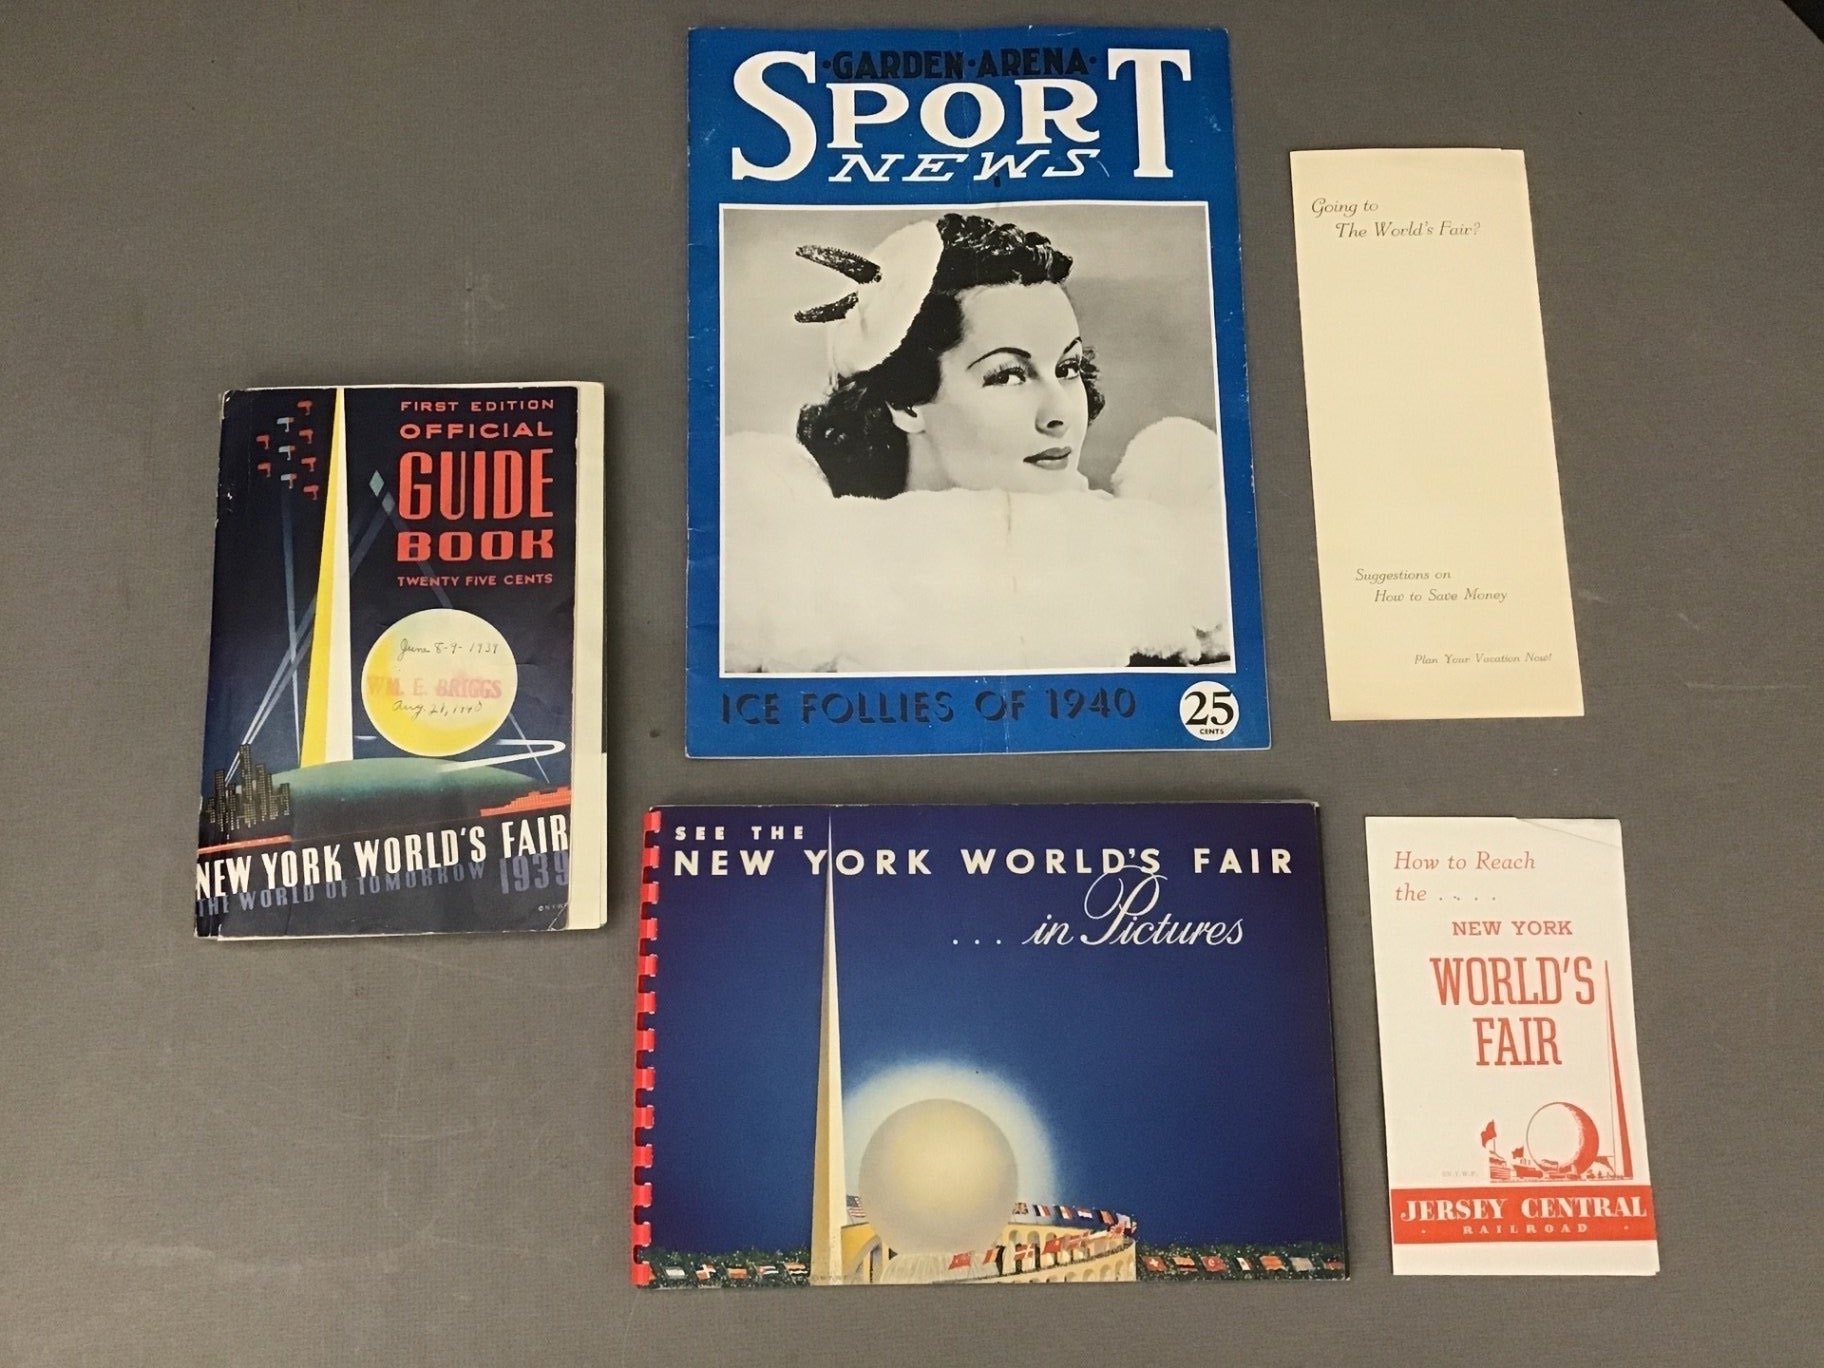 FIRST EDITION
OFFICIAL
GUIDE
BOOK
TWENTY FIVE CENTS
June 8-9-1939
WM. E. BRIGGS
Aug. 21, 1940
NEW YORK WORLD'S FAIR
THE WORLD OF TOMORROW 1939
·GARDEN·ARENA·
SPORT
NEWS
ICE FOLLIES OF 1940
25
CENTS
Going to
The World's Fair?
Suggestions on
How to Save Money
Plan Your Vacation Now!
SEE THE
NEW YORK WORLD'S FAIR
... in Pictures
How to Reach
the ....
NEW YORK
WORLD'S
FAIR
JERSEY CENTRAL
· RAILROAD ·